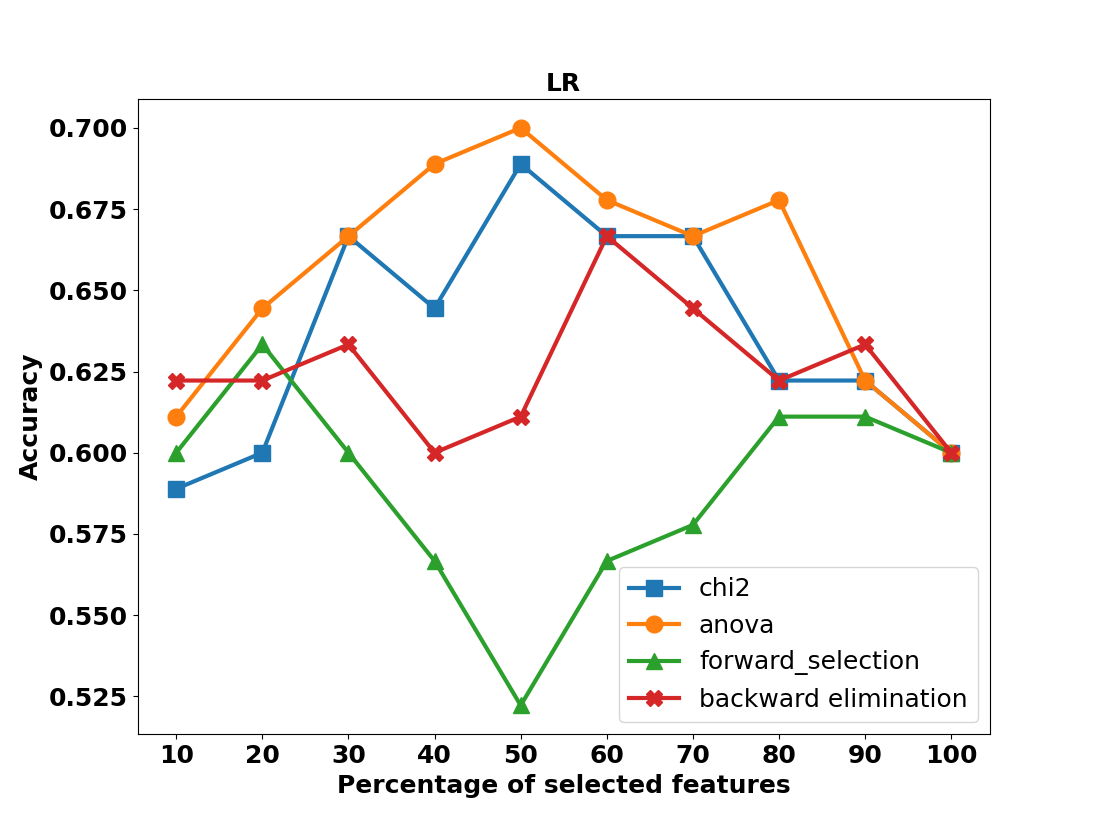 LR
0.700
0.675
0.650
0.625
0.600
0.575
0.550
0.525
Accuracy
chi2
anova
forward_selection
backward elimination
10 20 30 40 50 60 70 80 90 100
Percentage of selected features